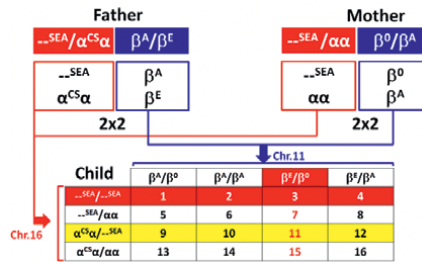 Father Mother
--ˢᴱᴬ/αᶜˢα βᴬ/βᴱ --ˢᴱᴬ/αα β⁰/βᴬ
--ˢᴱᴬ βᴬ --ˢᴱᴬ β⁰
αᶜˢα βᴱ αα βᴬ
2x2 2x2
Chr.11
Child βᴬ/β⁰ βᴬ/βᴬ βᴱ/β⁰ βᴱ/βᴬ
--ˢᴱᴬ/--ˢᴱᴬ 1 2 3 4
--ˢᴱᴬ/αα 5 6 7 8
Chr.16
αᶜˢα/--ˢᴱᴬ 9 10 11 12
αᶜˢα/αα 13 14 15 16